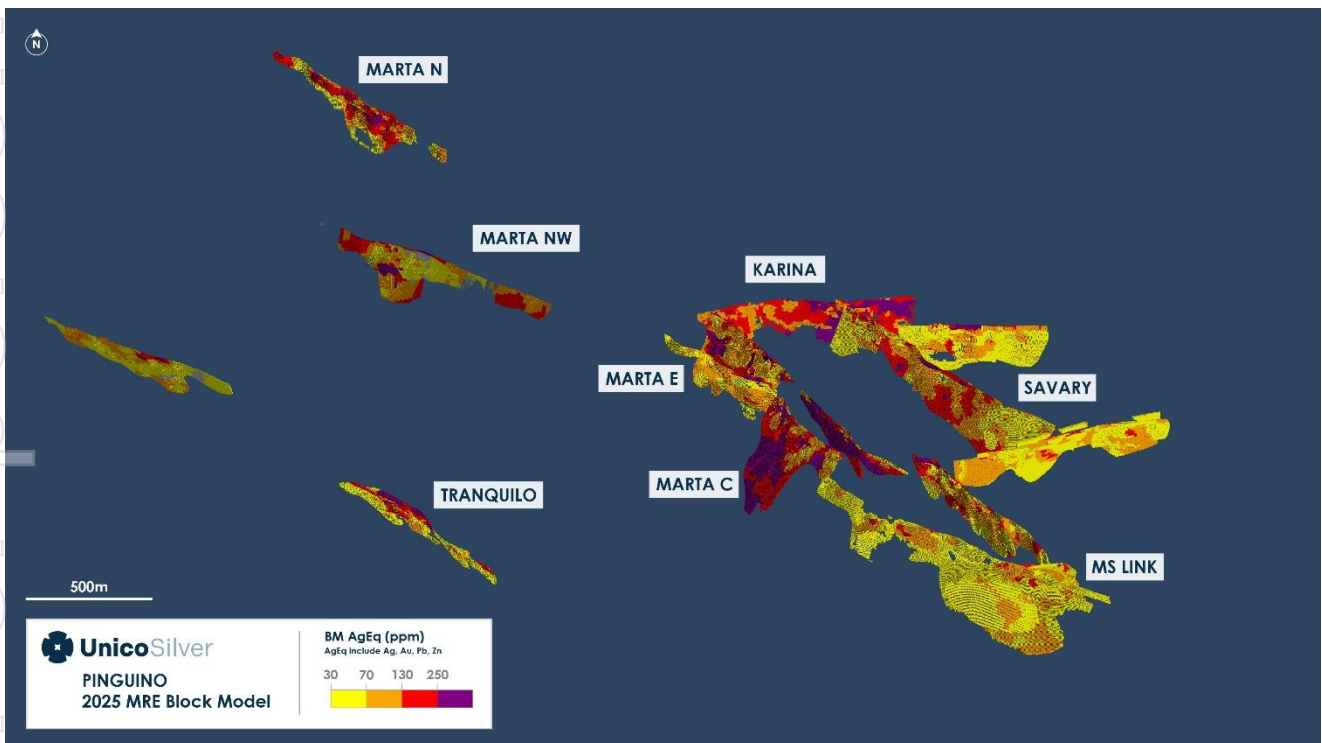 N
MARTA N
MARTA NW
KARINA
MARTA E
SAVARY
MARTA C
TRANQUILO
MS LINK
500m
UnicoSilver
PINGUINO
2025 MRE Block Model
BM AgEq (ppm)
AgEq include Ag, Au, Pb, Zn
30 70 130 250